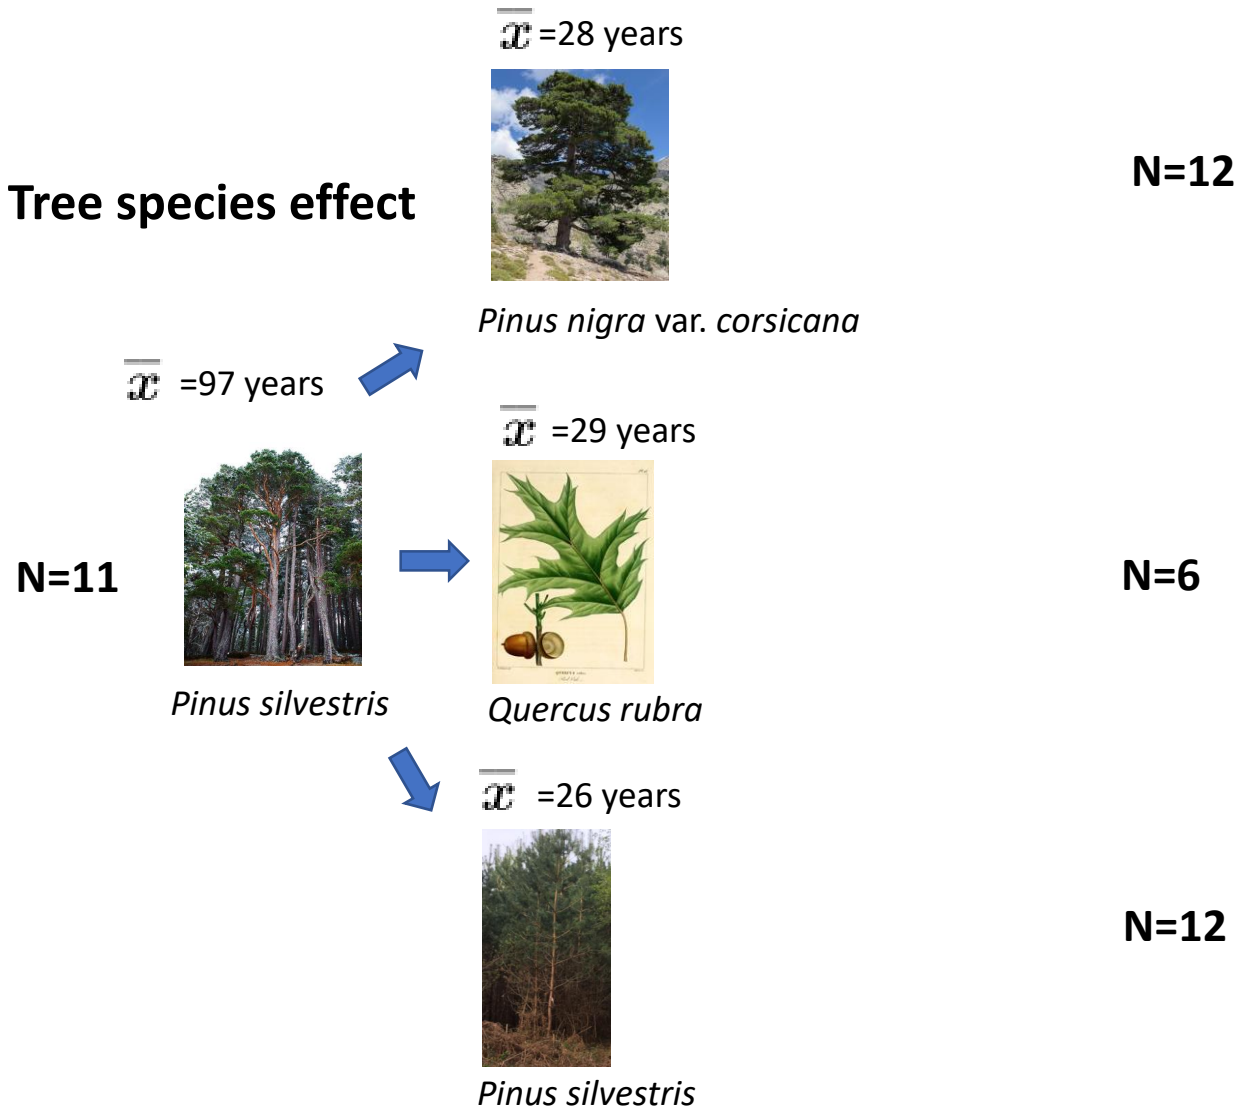 x̅ =28 years
Tree species effect
N=12
Pinus nigra var. corsicana
x̅ =97 years
x̅ =29 years
N=11
N=6
Pinus silvestris
Quercus rubra
x̅ =26 years
N=12
Pinus silvestris